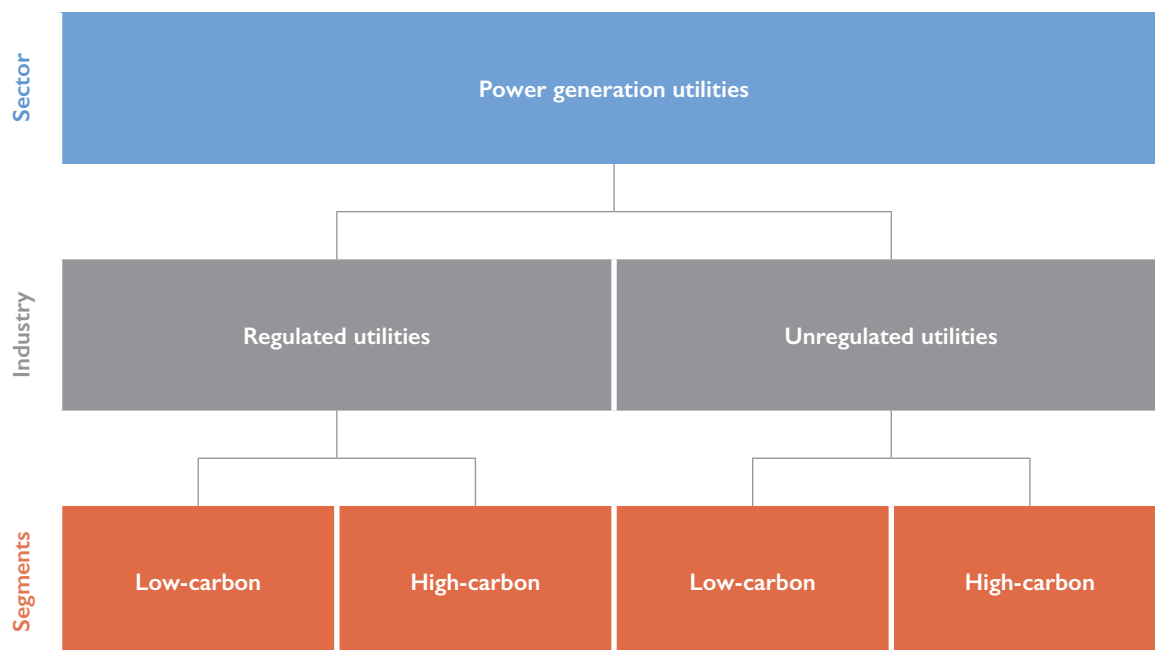 Sector
Power generation utilities
Industry
Regulated utilities
Unregulated utilities
Segments
Low-carbon
High-carbon
Low-carbon
High-carbon